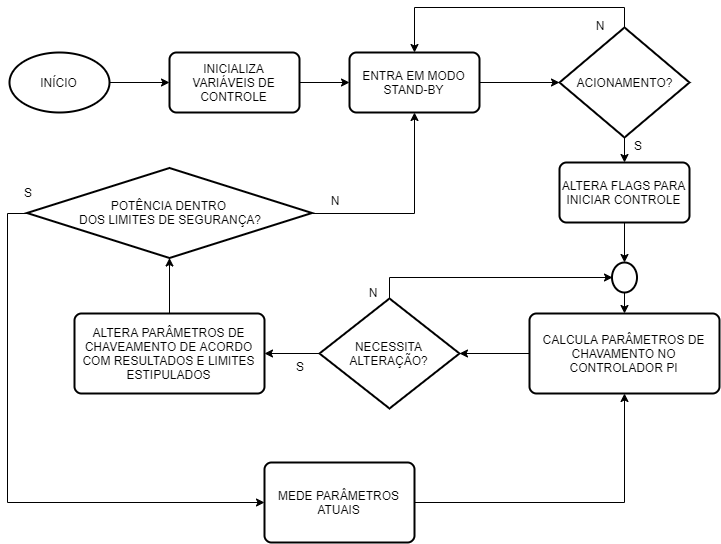 INÍCIO
INICIALIZA
VARIÁVEIS DE
CONTROLE
ENTRA EM MODO
STAND-BY
N
ACIONAMENTO?
S
ALTERA FLAGS PARA
INICIAR CONTROLE
S
POTÊNCIA DENTRO
DOS LIMITES DE SEGURANÇA?
N
N
NECESSITA
ALTERAÇÃO?
S
CALCULA PARÂMETROS DE
CHAVAMENTO NO
CONTROLADOR PI
ALTERA PARÂMETROS DE
CHAVEAMENTO DE ACORDO
COM RESULTADOS E LIMITES
ESTIPULADOS
MEDE PARÂMETROS
ATUAIS